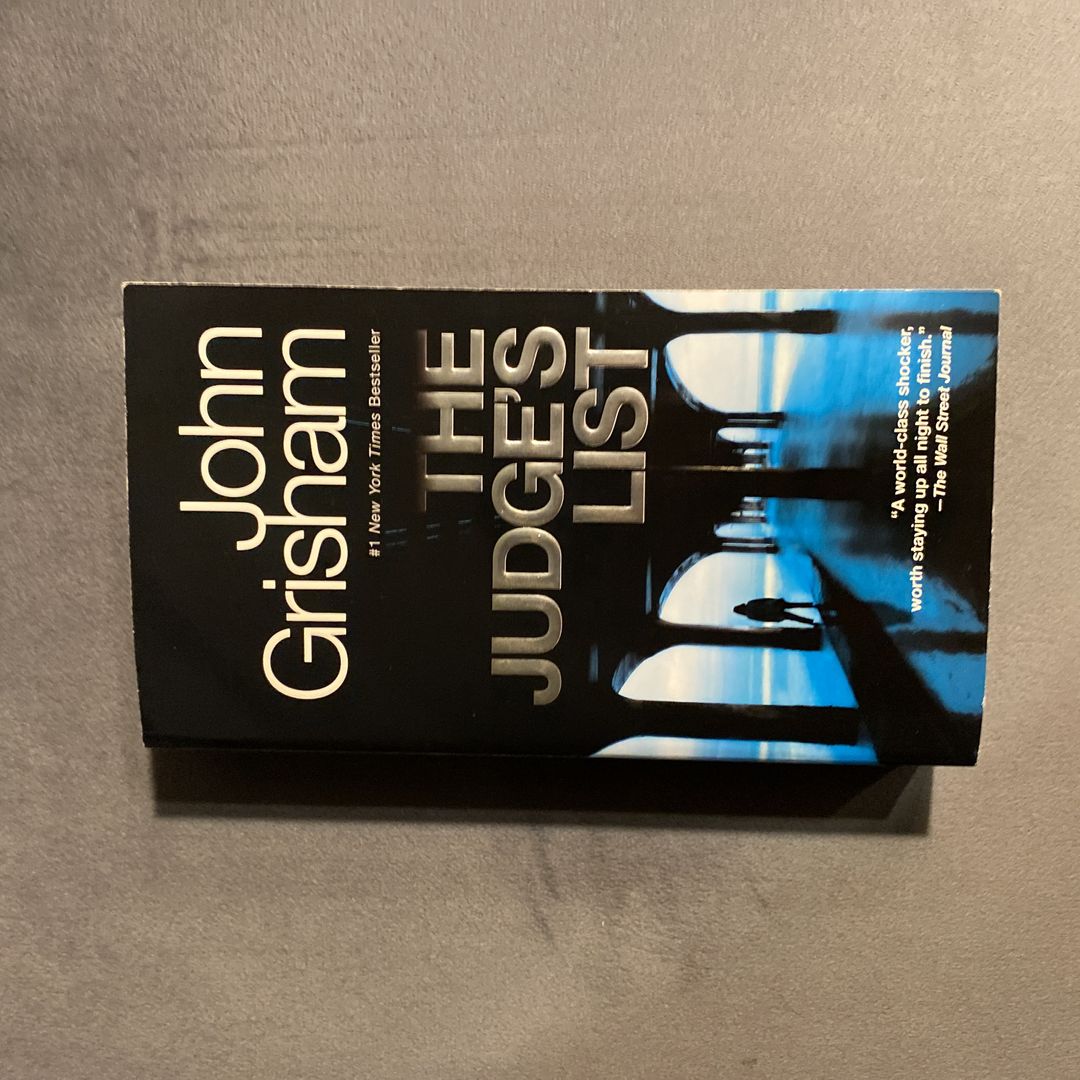 John
Grisham
#1 New York Times Bestseller
THE
JUDGE'S
LIST
“A world-class shocker,
worth staying up all night to finish.”
—The Wall Street Journal